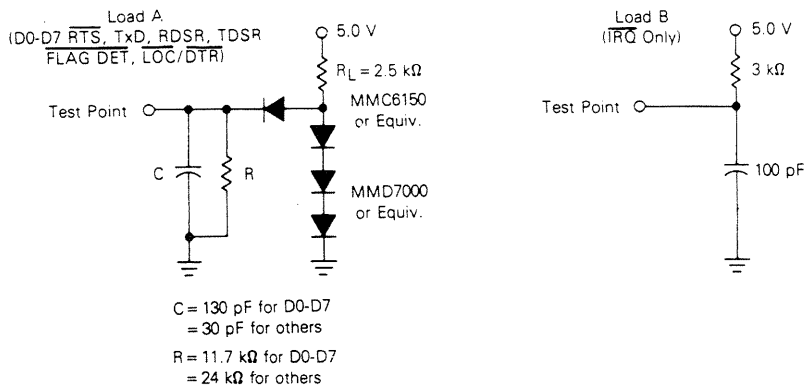 Load A
(D0-D7 RTS, TxD, RDSR, TDSR
FLAG DET, LOC/DTR)
5.0 V
RL = 2.5 kΩ
MMC6150
or Equiv.
Test Point
C
R
MMD7000
or Equiv.
C = 130 pF for D0-D7
= 30 pF for others
R = 11.7 kΩ for D0-D7
= 24 kΩ for others
Load B
(IRQ Only)
5.0 V
3 kΩ
Test Point
100 pF